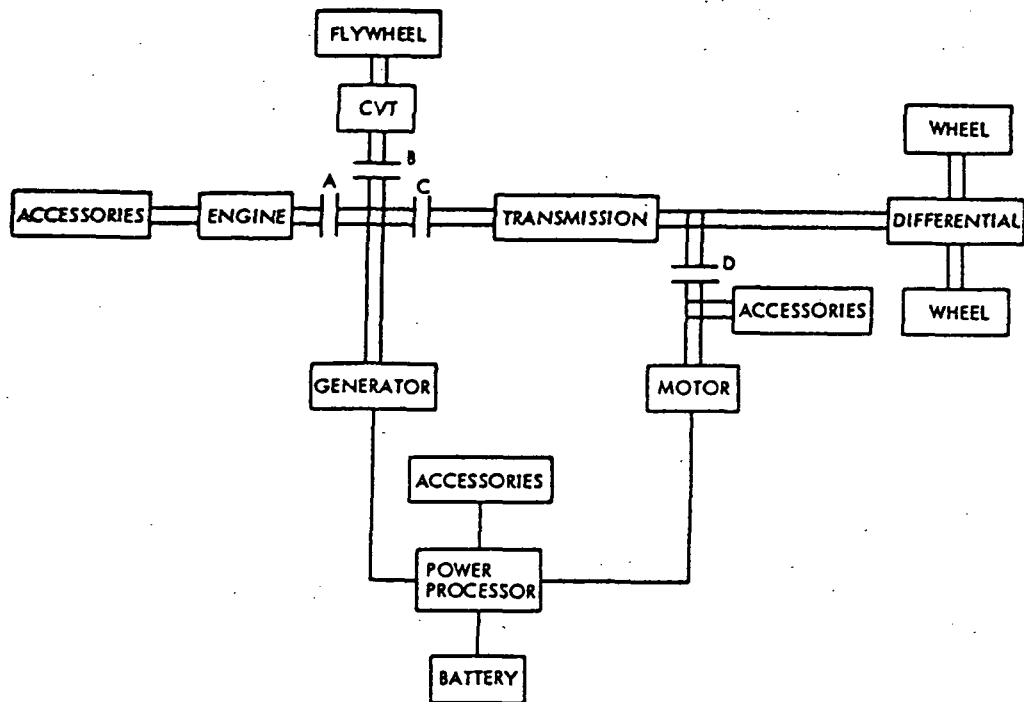 FLYWHEEL
CVT
B
WHEEL
A
C
ACCESSORIES
ENGINE
TRANSMISSION
DIFFERENTIAL
D
ACCESSORIES
WHEEL
GENERATOR
MOTOR
ACCESSORIES
POWER
PROCESSOR
BATTERY